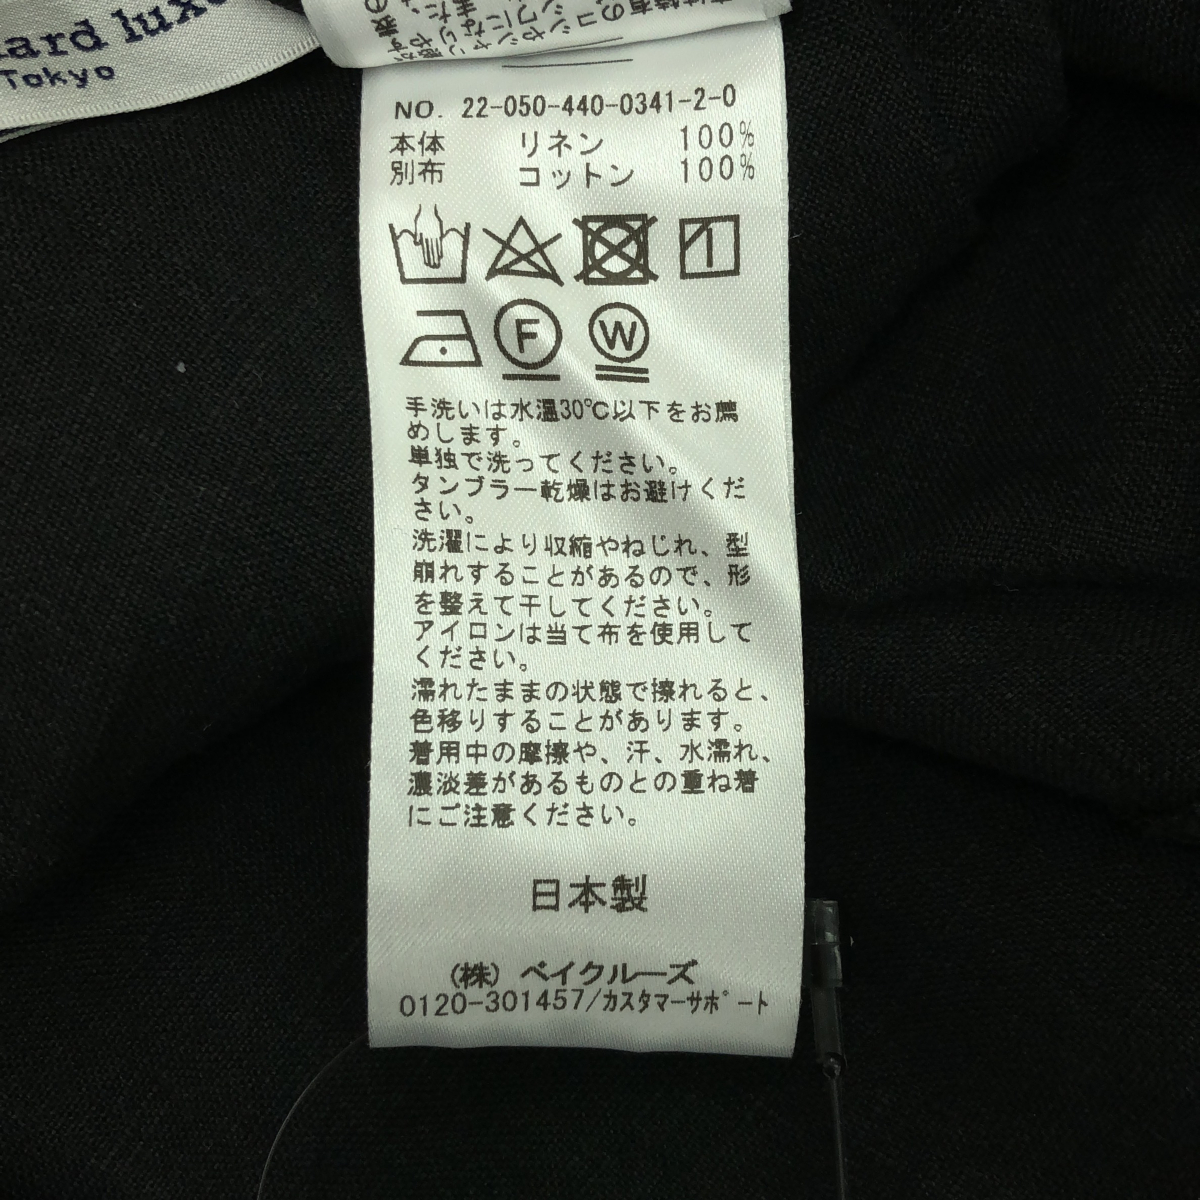 ard luxe
Tokyo
NO. 22-050-440-0341-2-0
本体 リネン 100%
別布 コットン 100%
F W
手洗いは水温30℃以下をお薦
めします。
単独で洗ってください。
タンブラー乾燥はお避けくだ
さい。
洗濯により収縮やねじれ、型
崩れすることがあるので、形
を整えて干してください。
アイロンは当て布を使用して
ください。
濡れたままの状態で擦れると、
色移りすることがあります。
着用中の摩擦や、汗、水濡れ、
濃淡差があるものとの重ね着
にご注意ください。
日本製
(株) ベイクルーズ
0120-301457/カスタマーサポート